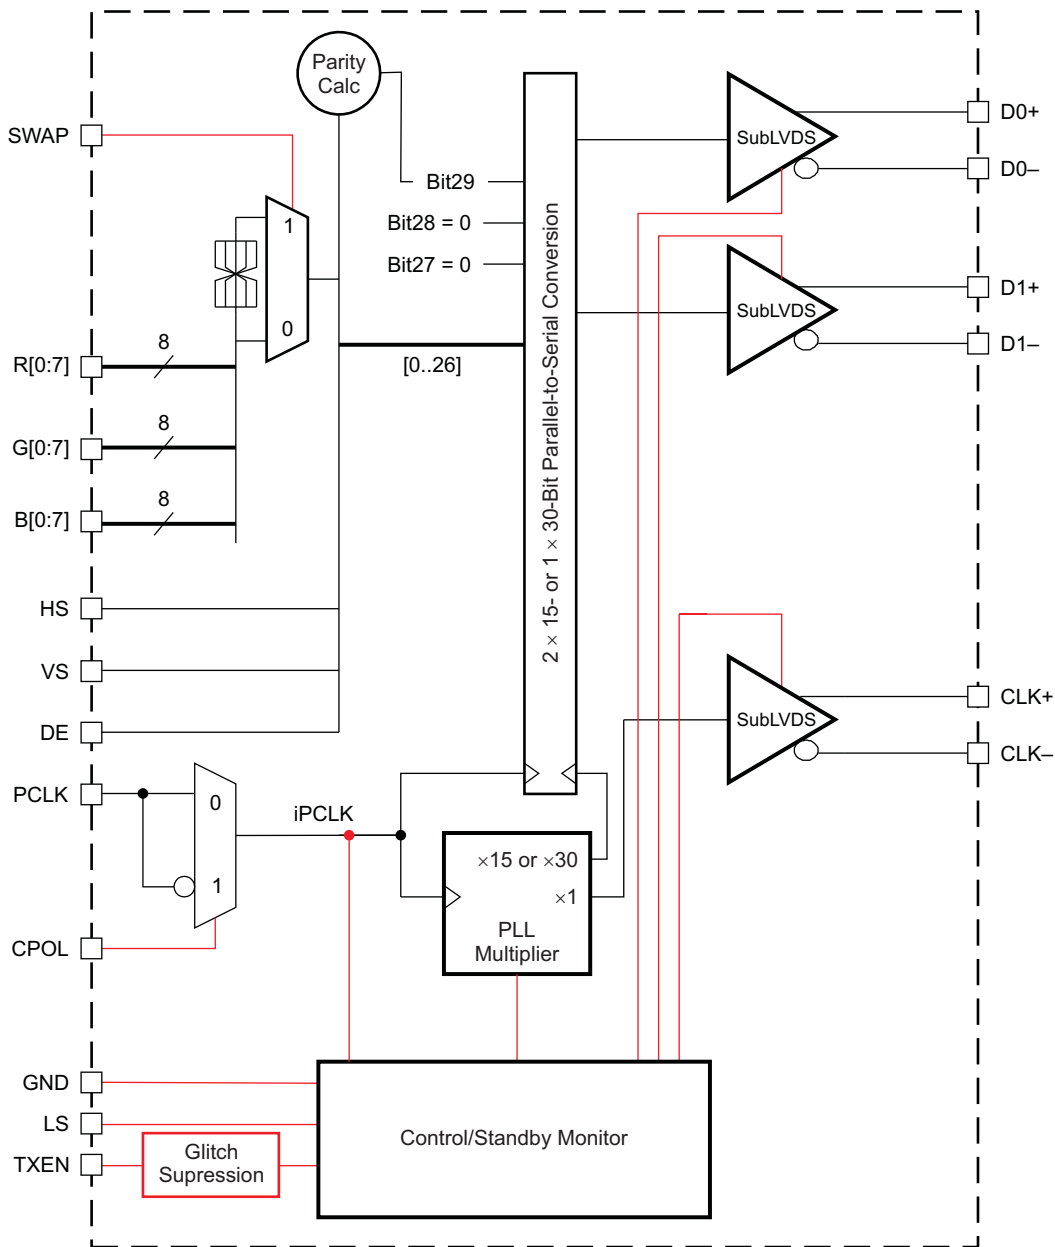 Parity
Calc
SWAP
1
0
Bit29
Bit28 = 0
Bit27 = 0
[0..26]
2 × 15- or 1 × 30-Bit Parallel-to-Serial Conversion
SubLVDS
D0+
D0–
SubLVDS
D1+
D1–
8
R[0:7]
8
G[0:7]
8
B[0:7]
HS
VS
DE
SubLVDS
CLK+
CLK–
PCLK
0
1
iPCLK
×15 or ×30
×1
PLL
Multiplier
CPOL
GND
LS
TXEN
Glitch
Supression
Control/Standby Monitor